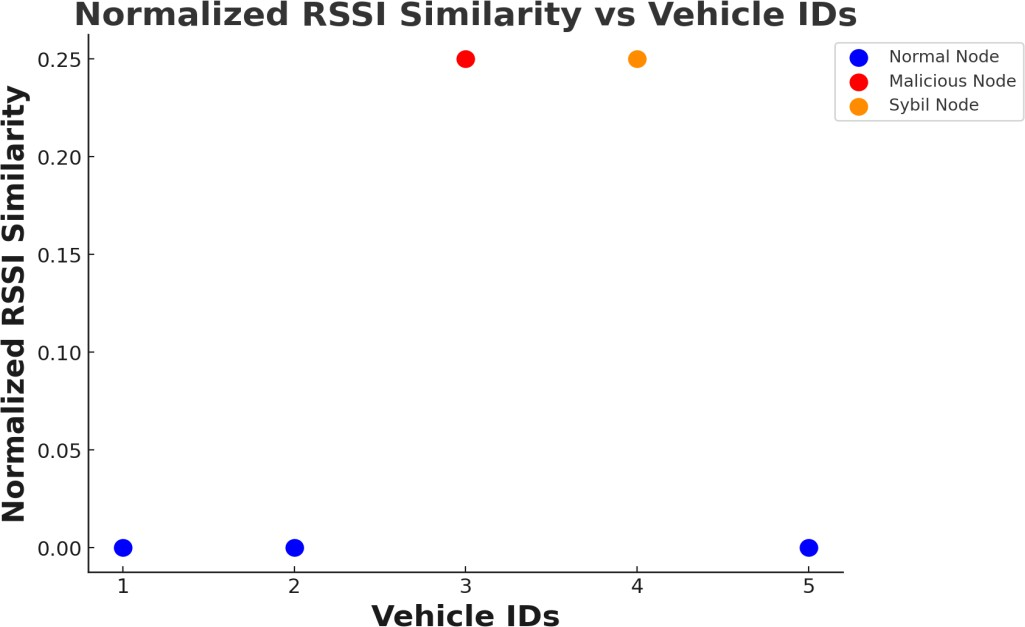 Normalized RSSI Similarity vs Vehicle IDs
Normal Node
Malicious Node
Sybil Node
Normalized RSSI Similarity
0.25
0.20
0.15
0.10
0.05
0.00
1 2 3 4 5
Vehicle IDs